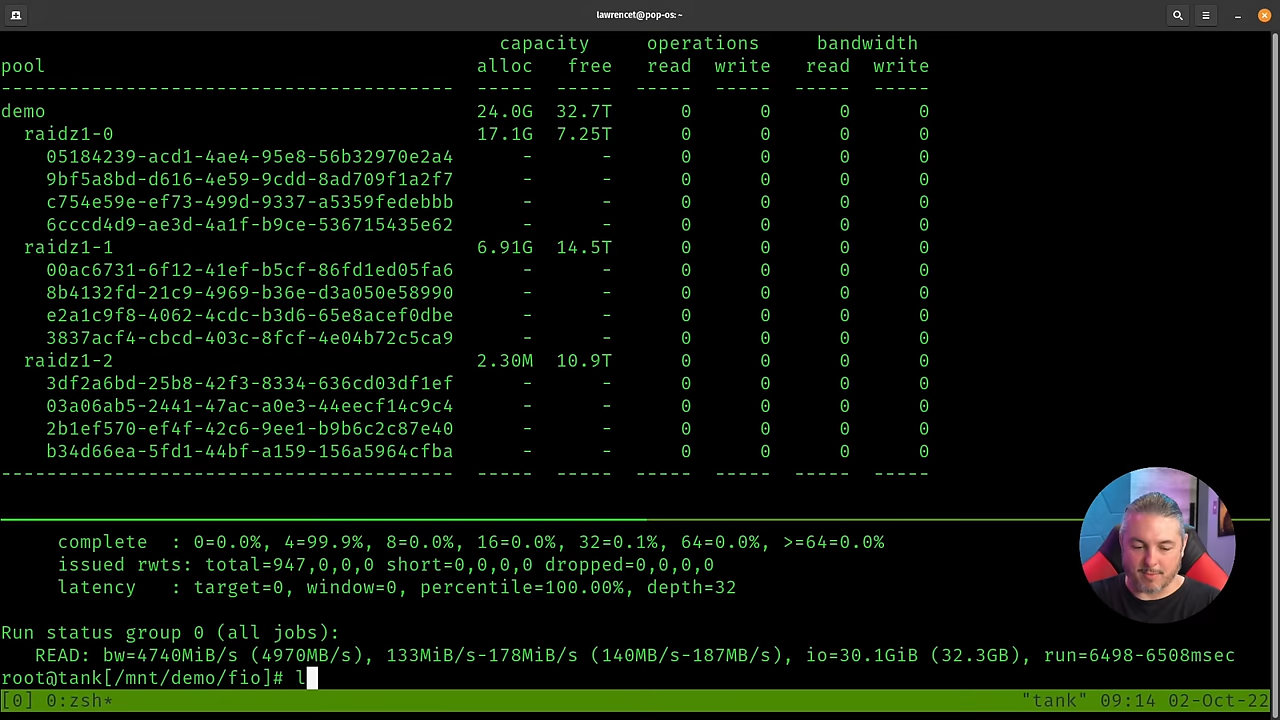 lawrencet@pop-os: ~
capacity operations bandwidth
pool alloc free read write read write
---------------------------------------- ----- ----- ----- ----- ----- -----
demo 24.0G 32.7T 0 0 0 0
raidz1-0 17.1G 7.25T 0 0 0 0
05184239-acd1-4ae4-95e8-56b32970e2a4 - - 0 0 0 0
9bf5a8bd-d616-4e59-9cdd-8ad709f1a2f7 - - 0 0 0 0
c754e59e-ef73-499d-9337-a5359fedebbb - - 0 0 0 0
6cccd4d9-ae3d-4a1f-b9ce-536715435e62 - - 0 0 0 0
raidz1-1 6.91G 14.5T 0 0 0 0
00ac6731-6f12-41ef-b5cf-86fd1ed05fa6 - - 0 0 0 0
8b4132fd-21c9-4969-b36e-d3a050e58990 - - 0 0 0 0
e2a1c9f8-4062-4cdc-b3d6-65e8acef0dbe - - 0 0 0 0
3837acf4-cbcd-403c-8fcf-4e04b72c5ca9 - - 0 0 0 0
raidz1-2 2.30M 10.9T 0 0 0 0
3df2a6bd-25b8-42f3-8334-636cd03df1ef - - 0 0 0 0
03a06ab5-2441-47ac-a0e3-44eecf14c9c4 - - 0 0 0 0
2b1ef570-ef4f-42c6-9ee1-b9b6c2c87e40 - - 0 0 0 0
b34d66ea-5fd1-44bf-a159-156a5964cfba - - 0 0 0 0
---------------------------------------- ----- ----- ----- ----- ----- -----
complete : 0=0.0%, 4=99.9%, 8=0.0%, 16=0.0%, 32=0.1%, 64=0.0%, >=64=0.0%
issued rwts: total=947,0,0,0 short=0,0,0,0 dropped=0,0,0,0
latency : target=0, window=0, percentile=100.00%, depth=32
Run status group 0 (all jobs):
READ: bw=4740MiB/s (4970MB/s), 133MiB/s-178MiB/s (140MB/s-187MB/s), io=30.1GiB (32.3GB), run=6498-6508msec
root@tank[/mnt/demo/fio]# l
[0] 0:zsh* "tank" 09:14 02-Oct-22